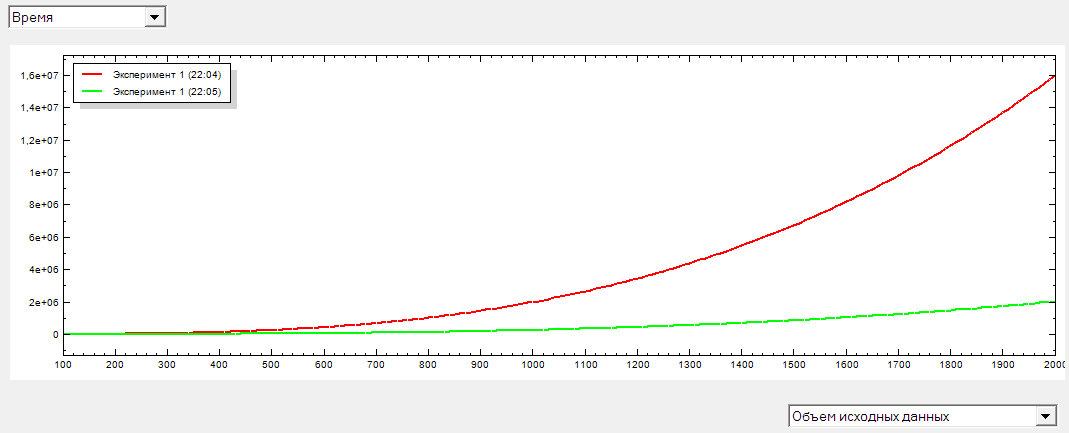 Время
Эксперимент 1 (22:04)
Эксперимент 1 (22:05)
1,6e+07
1,4e+07
1,2e+07
1e+07
8e+06
6e+06
4e+06
2e+06
0
100 200 300 400 500 600 700 800 900 1000 1100 1200 1300 1400 1500 1600 1700 1800 1900 2000
Объем исходных данных